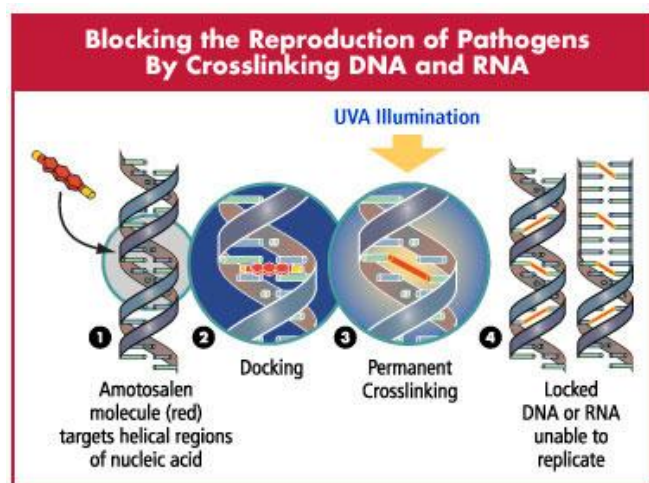 Blocking the Reproduction of Pathogens
By Crosslinking DNA and RNA
UVA Illumination
1
2
3
4
Amotosalen
molecule (red)
targets helical regions
of nucleic acid
Docking
Permanent
Crosslinking
Locked
DNA or RNA
unable to
replicate